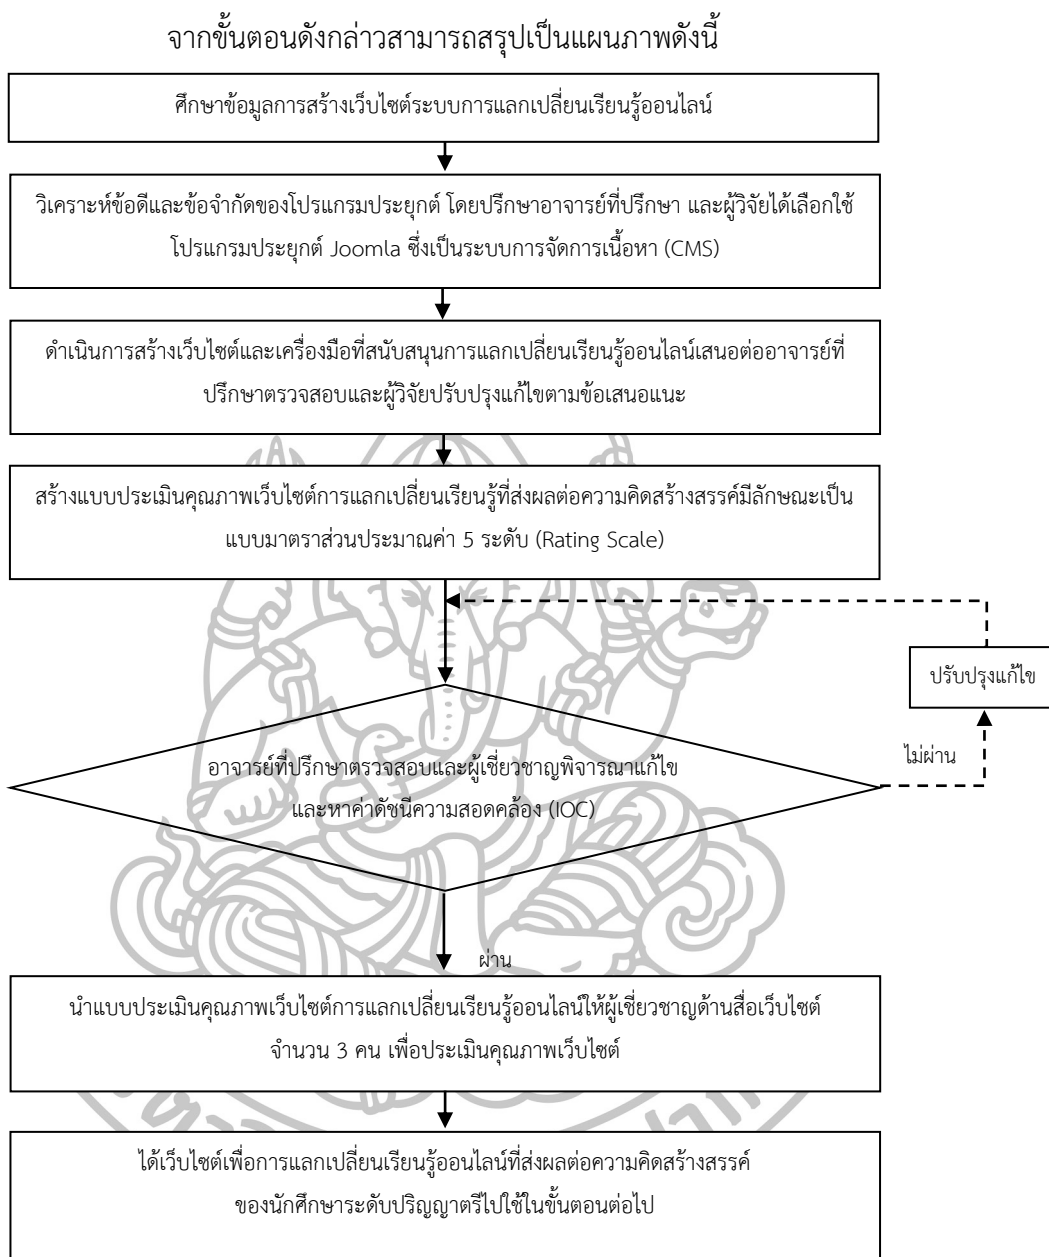 จากขั้นตอนดังกล่าวสามารถสรุปเป็นแผนภาพดังนี้
ศึกษาข้อมูลการสร้างเว็บไซต์ระบบการแลกเปลี่ยนเรียนรู้ออนไลน์
วิเคราะห์ข้อดีและข้อจำกัดของโปรแกรมประยุกต์ โดยปรึกษาอาจารย์ที่ปรึกษา และผู้วิจัยได้เลือกใช้
โปรแกรมประยุกต์ Joomla ซึ่งเป็นระบบการจัดการเนื้อหา (CMS)
ดำเนินการสร้างเว็บไซต์และเครื่องมือที่สนับสนุนการแลกเปลี่ยนเรียนรู้ออนไลน์เสนอต่ออาจารย์ที่
ปรึกษาตรวจสอบและผู้วิจัยปรับปรุงแก้ไขตามข้อเสนอแนะ
สร้างแบบประเมินคุณภาพเว็บไซต์การแลกเปลี่ยนเรียนรู้ที่ส่งผลต่อความคิดสร้างสรรค์มีลักษณะเป็น
แบบมาตราส่วนประมาณค่า 5 ระดับ (Rating Scale)
ปรับปรุงแก้ไข
ไม่ผ่าน
อาจารย์ที่ปรึกษาตรวจสอบและผู้เชี่ยวชาญพิจารณาแก้ไข
และหาค่าดัชนีความสอดคล้อง (IOC)
ผ่าน
นำแบบประเมินคุณภาพเว็บไซต์การแลกเปลี่ยนเรียนรู้ออนไลน์ให้ผู้เชี่ยวชาญด้านสื่อเว็บไซต์
จำนวน 3 คน เพื่อประเมินคุณภาพเว็บไซต์
ได้เว็บไซต์เพื่อการแลกเปลี่ยนเรียนรู้ออนไลน์ที่ส่งผลต่อความคิดสร้างสรรค์
ของนักศึกษาระดับปริญญาตรีไปใช้ในขั้นตอนต่อไป